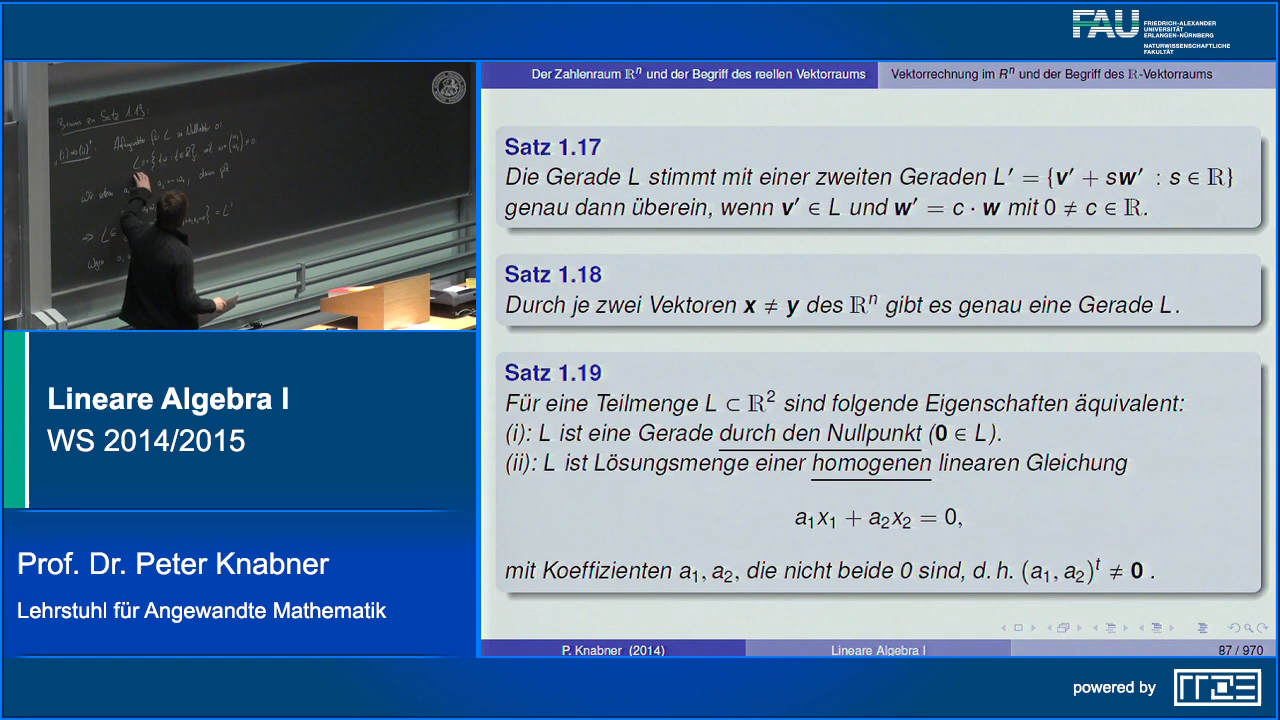 FAU
FRIEDRICH-ALEXANDER
UNIVERSITÄT
ERLANGEN-NÜRNBERG
NATURWISSENSCHAFTLICHE
FAKULTÄT
Der Zahlenraum ℝⁿ und der Begriff des reellen Vektorraums
Vektorrechnung im Rⁿ und der Begriff des ℝ-Vektorraums
Beweis zu Satz 1.19:
Satz 1.17
Die Gerade L stimmt mit einer zweiten Geraden L′ = {v′ + sw′ : s ∈ ℝ}
genau dann überein, wenn v′ ∈ L und w′ = c · w mit 0 ≠ c ∈ ℝ.
Satz 1.18
Durch je zwei Vektoren x ≠ y des ℝⁿ gibt es genau eine Gerade L.
Satz 1.19
Für eine Teilmenge L ⊂ ℝ² sind folgende Eigenschaften äquivalent:
(i): L ist eine Gerade durch den Nullpunkt (0 ∈ L).
(ii): L ist Lösungsmenge einer homogenen linearen Gleichung
a₁x₁ + a₂x₂ = 0,
mit Koeffizienten a₁, a₂, die nicht beide 0 sind, d. h. (a₁, a₂)ᵗ ≠ 0 .
P. Knabner (2014)
Lineare Algebra I
87 / 970
Lineare Algebra I
WS 2014/2015
Prof. Dr. Peter Knabner
Lehrstuhl für Angewandte Mathematik
powered by